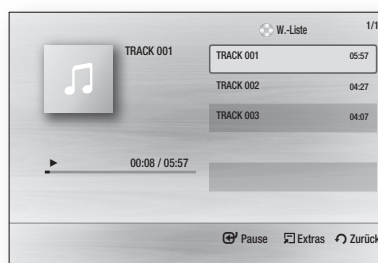 W.-Liste 1/1
TRACK 001
TRACK 001 05:57
TRACK 002 04:27
TRACK 003 04:07
00:08 / 05:57
Pause Extras Zurück